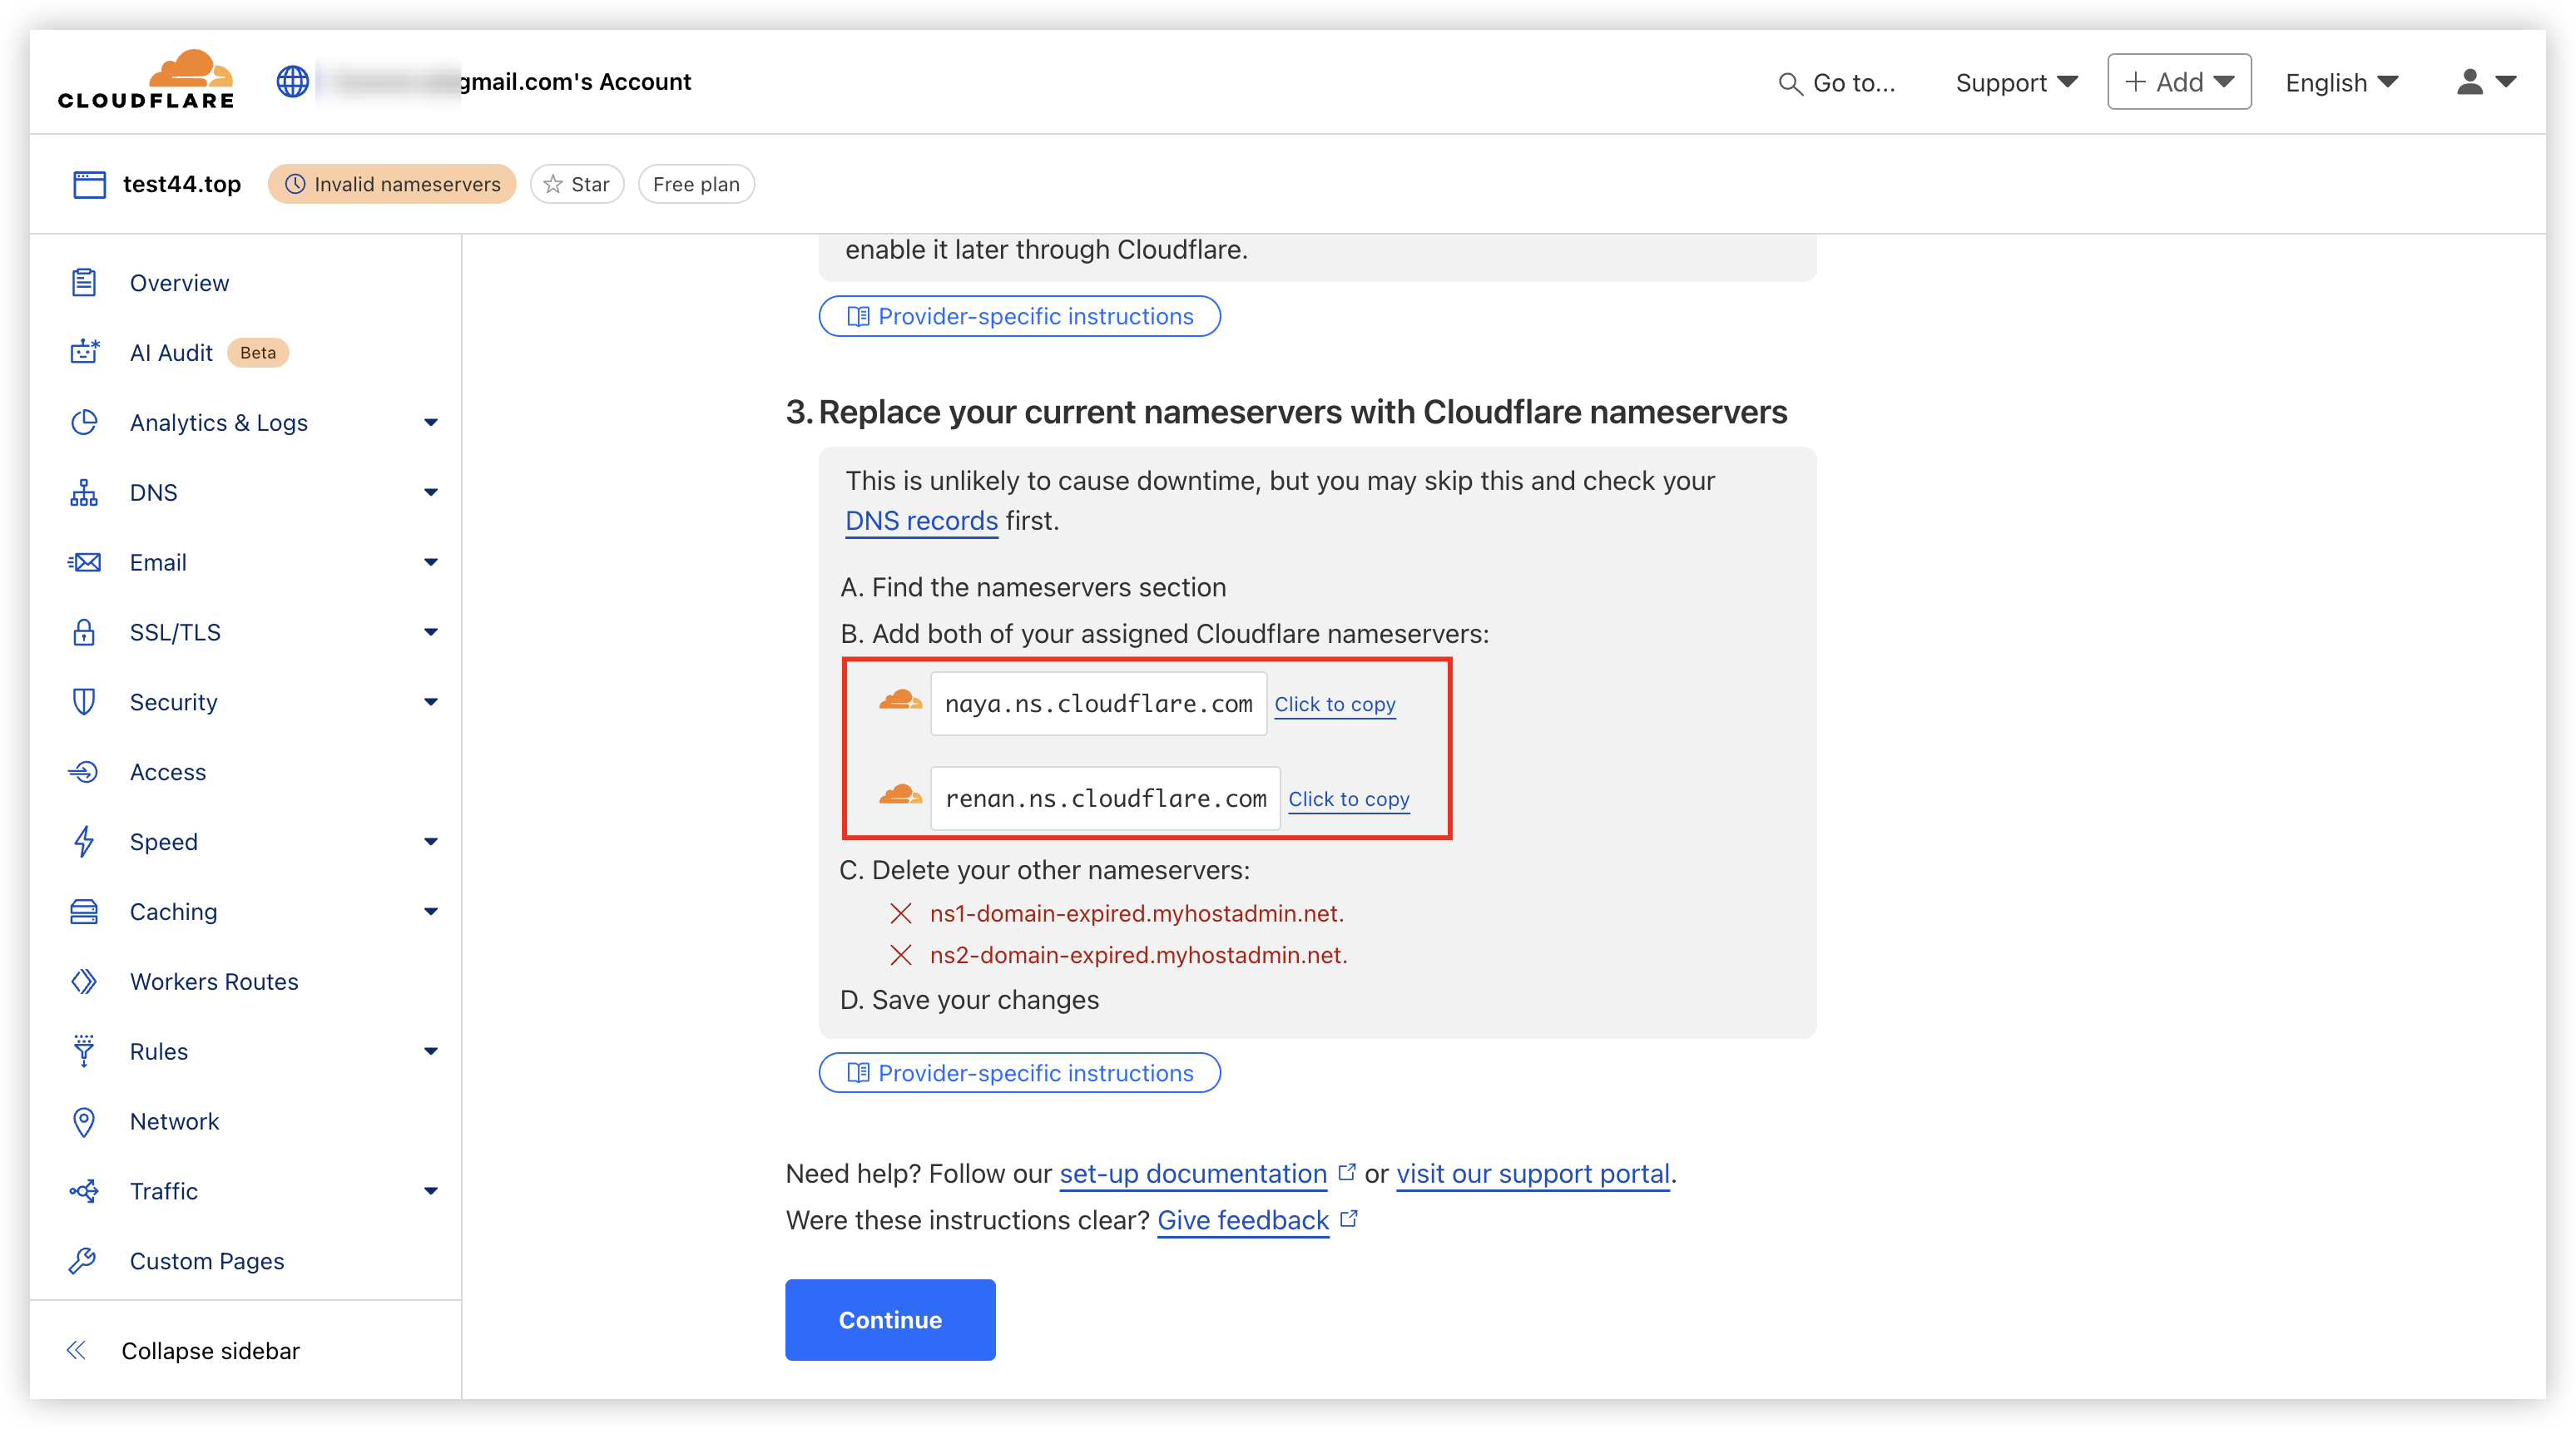 CLOUDFLARE
gmail.com's Account
Go to...
Support
Add
English
test44.top
Invalid nameservers
Star
Free plan
Overview
AI Audit Beta
Analytics & Logs
DNS
Email
SSL/TLS
Security
Access
Speed
Caching
Workers Routes
Rules
Network
Traffic
Custom Pages
Collapse sidebar
enable it later through Cloudflare.
Provider-specific instructions
3. Replace your current nameservers with Cloudflare nameservers
This is unlikely to cause downtime, but you may skip this and check your
DNS records first.
A. Find the nameservers section
B. Add both of your assigned Cloudflare nameservers:
naya.ns.cloudflare.com Click to copy
renan.ns.cloudflare.com Click to copy
C. Delete your other nameservers:
ns1-domain-expired.myhostadmin.net.
ns2-domain-expired.myhostadmin.net.
D. Save your changes
Provider-specific instructions
Need help? Follow our set-up documentation or visit our support portal.
Were these instructions clear? Give feedback
Continue